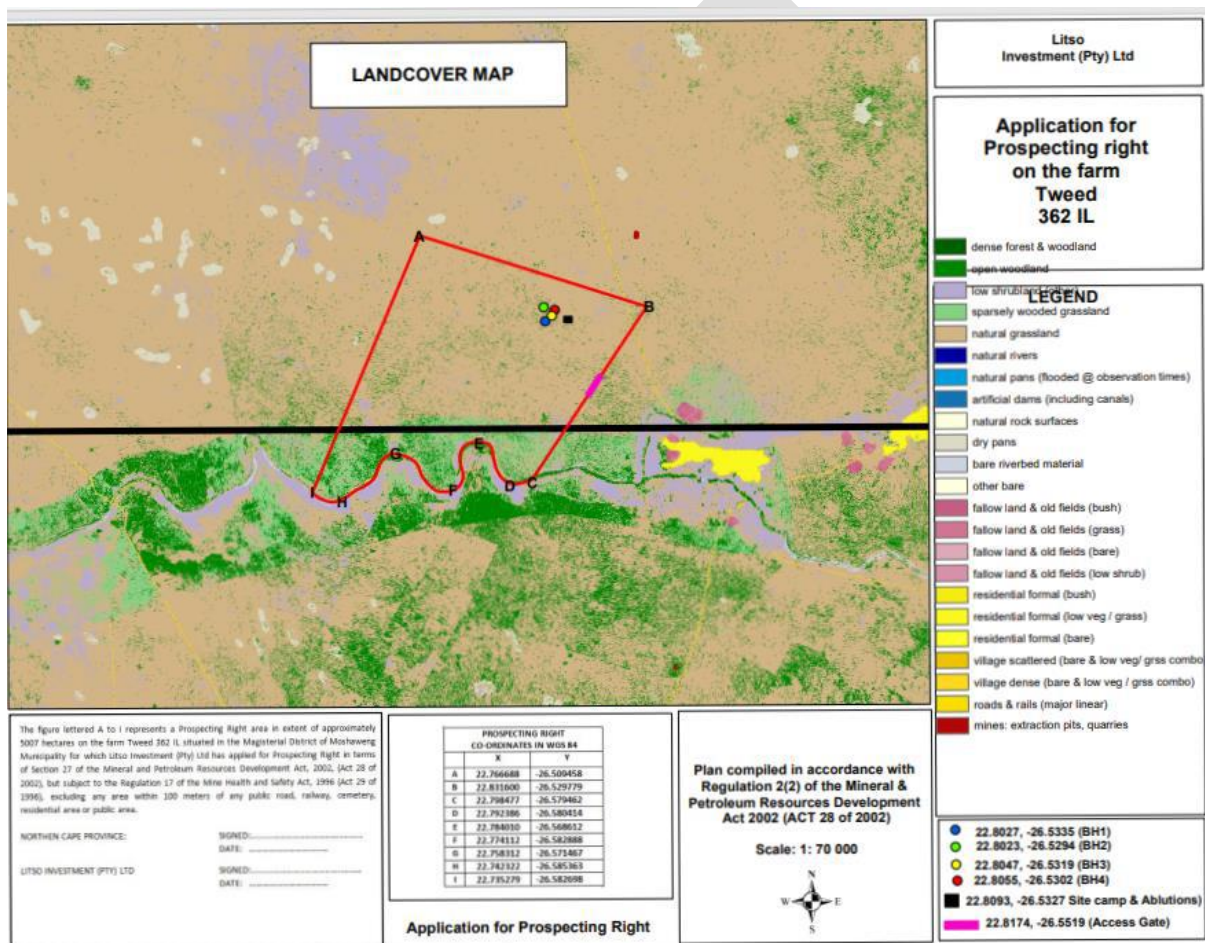 LANDCOVER MAP
A
B
C
D
E
F
G
H
I
Litso
Investment (Pty) Ltd
Application for
Prospecting right
on the farm
Tweed
362 IL
LEGEND
dense forest & woodland
open woodland
low shrubland (other)
sparsely wooded grassland
natural grassland
natural rivers
natural pans (flooded @ observation times)
artificial dams (including canals)
natural rock surfaces
dry pans
bare riverbed material
other bare
fallow land & old fields (bush)
fallow land & old fields (grass)
fallow land & old fields (bare)
fallow land & old fields (low shrub)
residential formal (bush)
residential formal (low veg / grass)
residential formal (bare)
village scattered (bare & low veg/ grss combo
village dense (bare & low veg / grss combo)
roads & rails (major linear)
mines: extraction pits, quarries
The figure lettered A to I represents a Prospecting Right area in extent of approximately
5007 hectares on the farm Tweed 362 IL situated in the Magisterial District of Moshaweng
Municipality for which Litso Investment (Pty) Ltd has applied for Prospecting Right in terms
of Section 27 of the Mineral and Petroleum Resources Development Act, 2002, (Act 28 of
2002), but subject to the Regulation 17 of the Mine Health and Safety Act, 1996 (Act 29 of
1996), excluding any area within 100 meters of any public road, railway, cemetery,
residential area or public area.
NORTHEN CAPE PROVINCE: SIGNED:
DATE:
LITSO INVESTMENT (PTY) LTD SIGNED:
DATE:
PROSPECTING RIGHT
CO-ORDINATES IN WGS 84
X Y
A 22.766688 -26.509458
B 22.831600 -26.529779
C 22.798477 -26.579462
D 22.792386 -26.580414
E 22.784010 -26.568612
F 22.774112 -26.582888
G 22.758312 -26.571467
H 22.742322 -26.585363
I 22.735279 -26.582698
Application for Prospecting Right
Plan compiled in accordance with
Regulation 2(2) of the Mineral &
Petroleum Resources Development
Act 2002 (ACT 28 of 2002)
Scale: 1: 70 000
N
W E
S
22.8027, -26.5335 (BH1)
22.8023, -26.5294 (BH2)
22.8047, -26.5319 (BH3)
22.8055, -26.5302 (BH4)
22.8093, -26.5327 Site camp & Ablutions)
22.8174, -26.5519 (Access Gate)